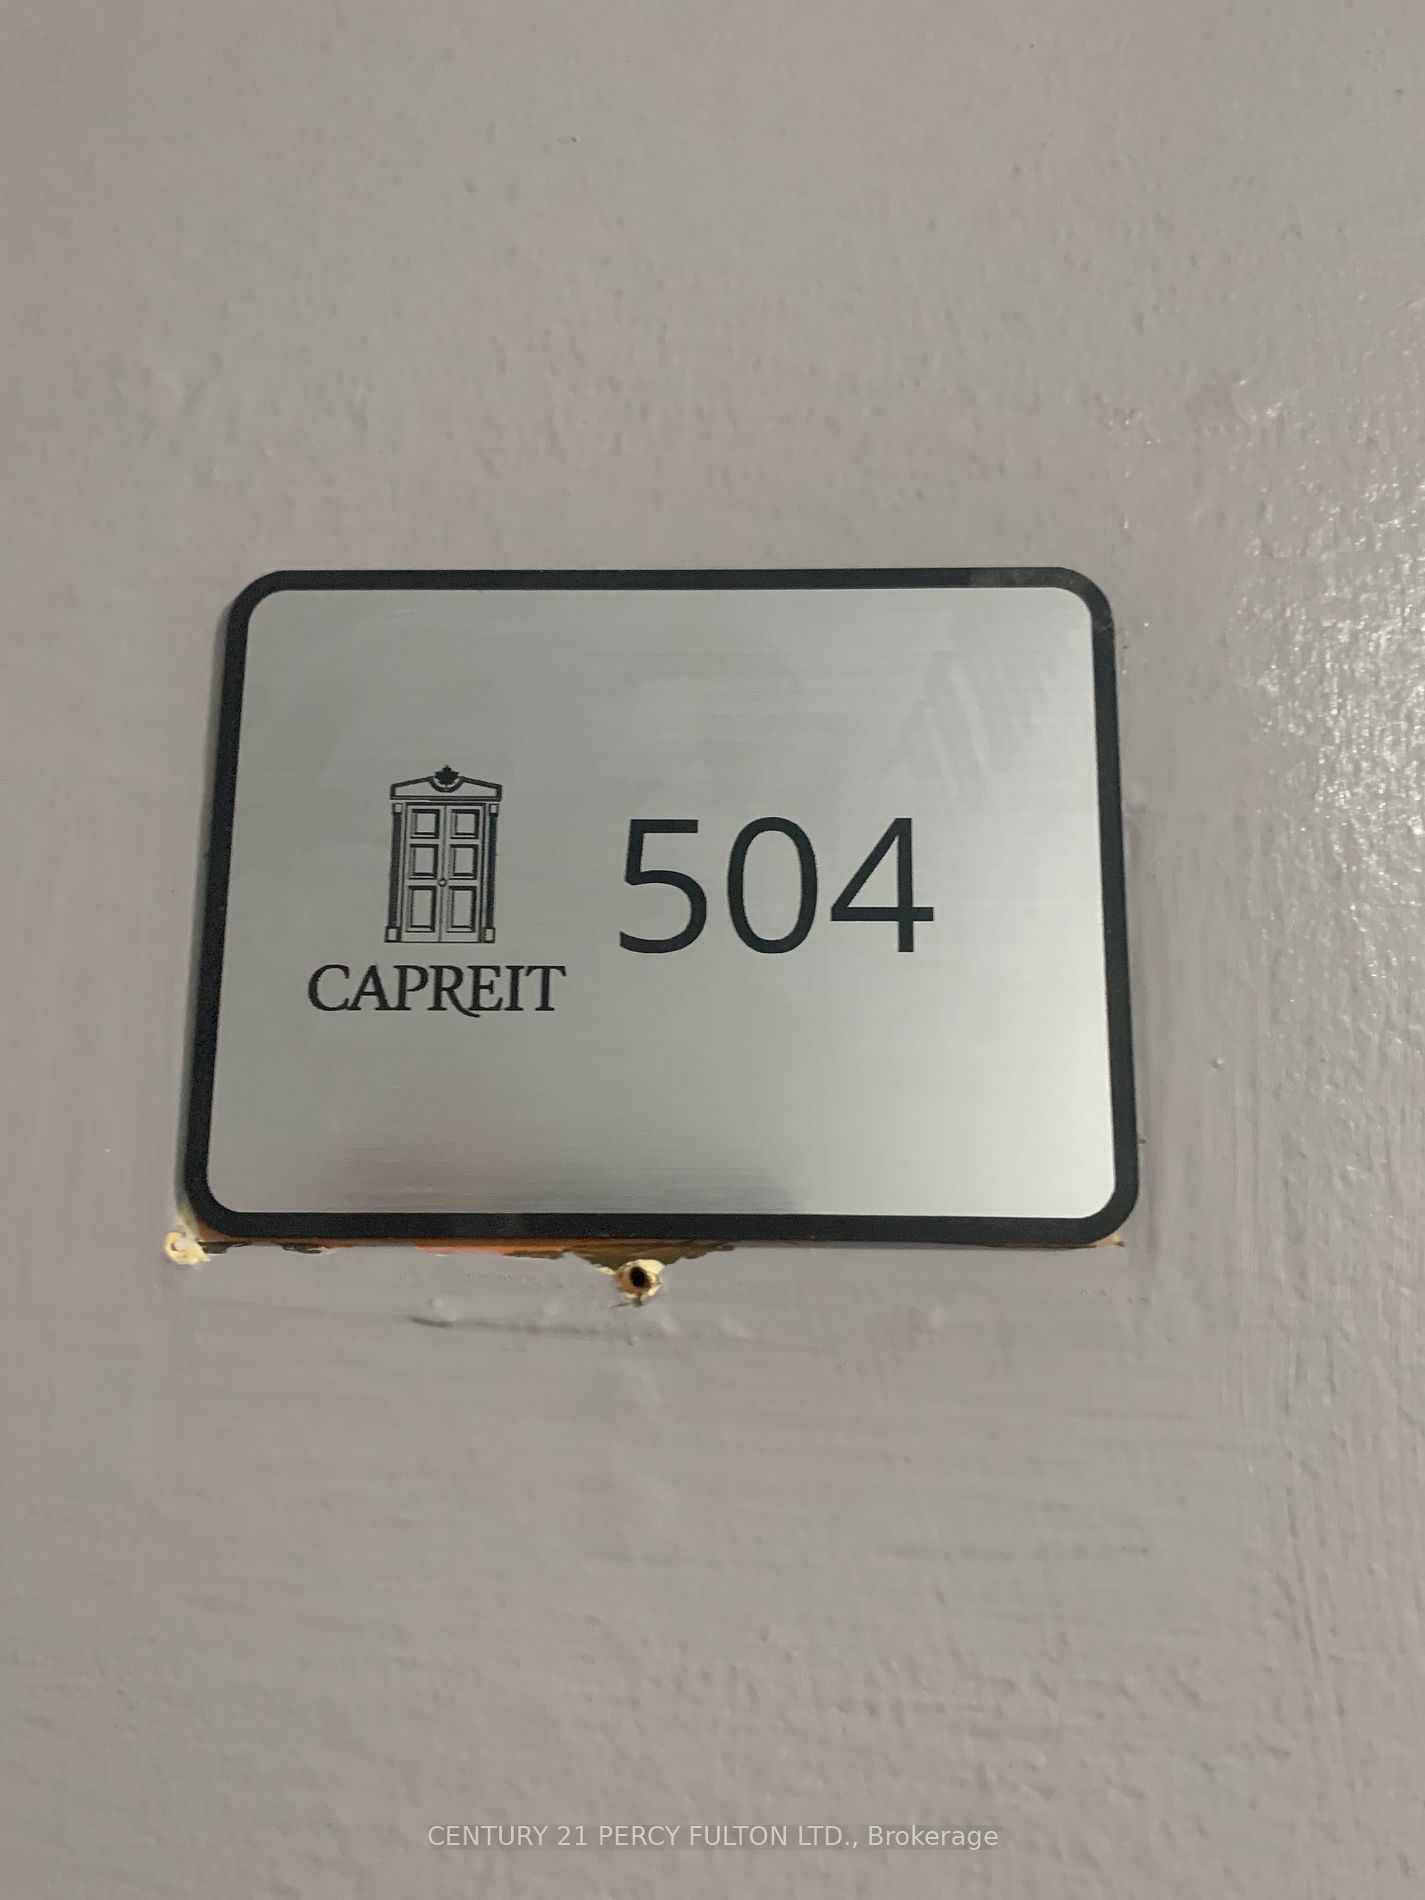 504
CAPREIT
CENTURY 21 PERCY FULTON LTD., Brokerage